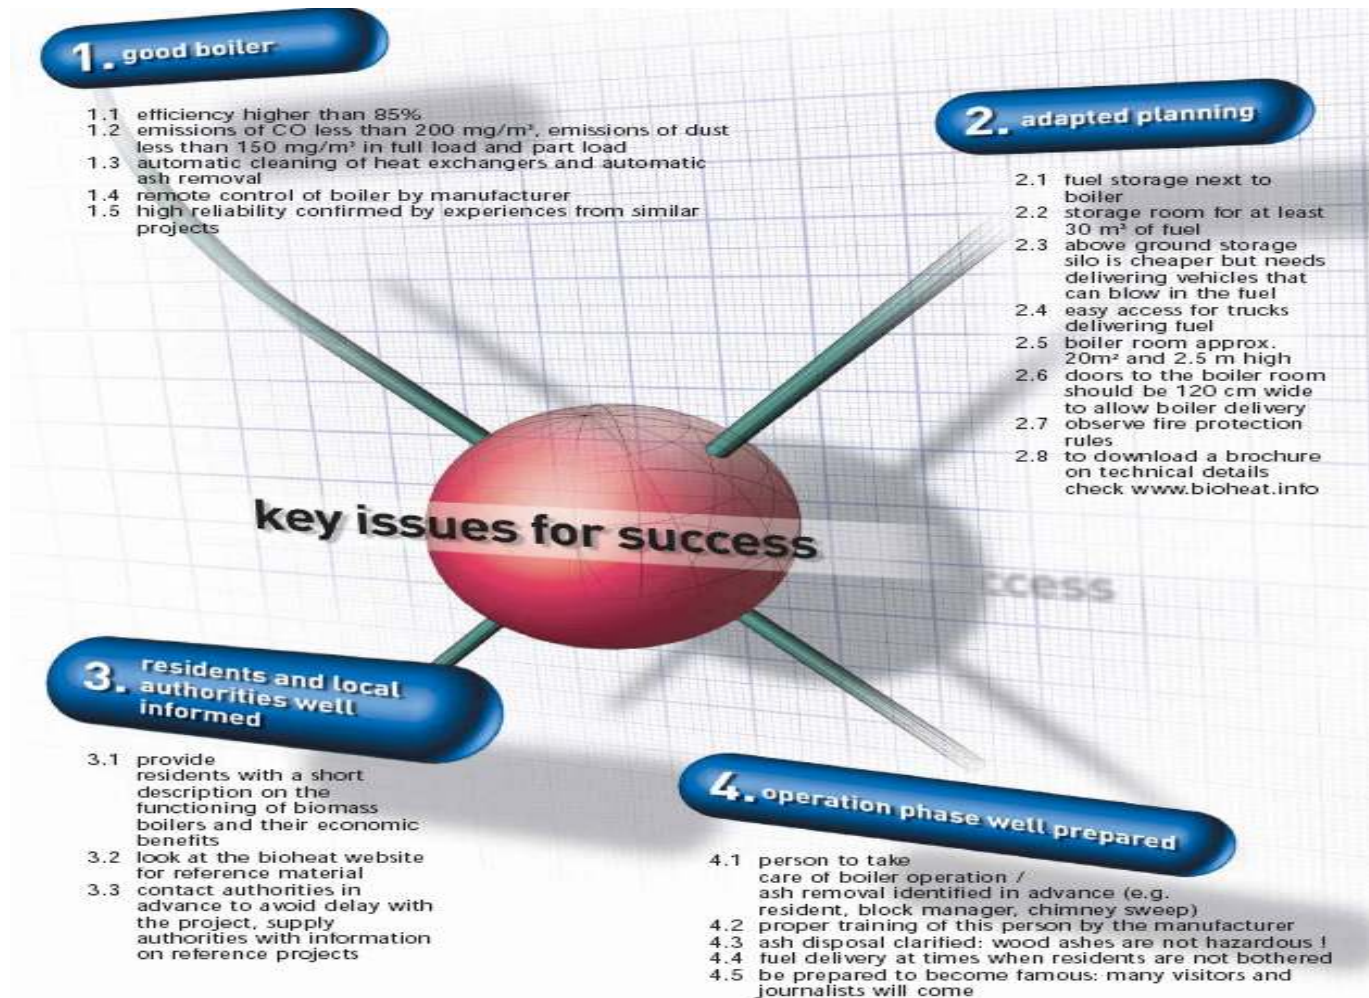 1. good boiler
1.1 efficiency higher than 85%
1.2 emissions of CO less than 200 mg/m³, emissions of dust
less than 150 mg/m³ in full load and part load
1.3 automatic cleaning of heat exchangers and automatic
ash removal
1.4 remote control of boiler by manufacturer
1.5 high reliability confirmed by experiences from similar
projects
2. adapted planning
2.1 fuel storage next to
boiler
2.2 storage room for at least
30 m³ of fuel
2.3 above ground storage
silo is cheaper but needs
delivering vehicles that
can blow in the fuel
2.4 easy access for trucks
delivering fuel
2.5 boiler room approx.
20m² and 2.5 m high
2.6 doors to the boiler room
should be 120 cm wide
to allow boiler delivery
2.7 observe fire protection
rules
2.8 to download a brochure
on technical details
check www.bioheat.info
key issues for success
ccess
3. residents and local
authorities well
informed
3.1 provide
residents with a short
description on the
functioning of biomass
boilers and their economic
benefits
3.2 look at the bioheat website
for reference material
3.3 contact authorities in
advance to avoid delay with
the project, supply
authorities with information
on reference projects
4. operation phase well prepared
4.1 person to take
care of boiler operation /
ash removal identified in advance (e.g.
resident, block manager, chimney sweep)
4.2 proper training of this person by the manufacturer
4.3 ash disposal clarified: wood ashes are not hazardous !
4.4 fuel delivery at times when residents are not bothered
4.5 be prepared to become famous: many visitors and
journalists will come